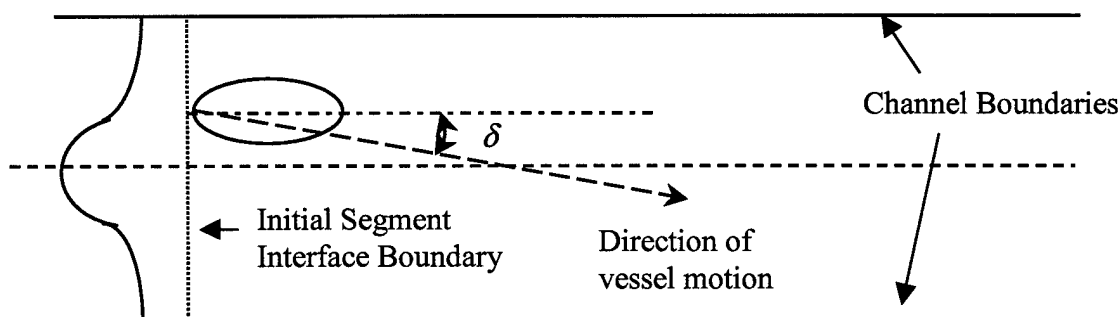 Channel Boundaries
δ
Initial Segment
Interface Boundary
Direction of
vessel motion